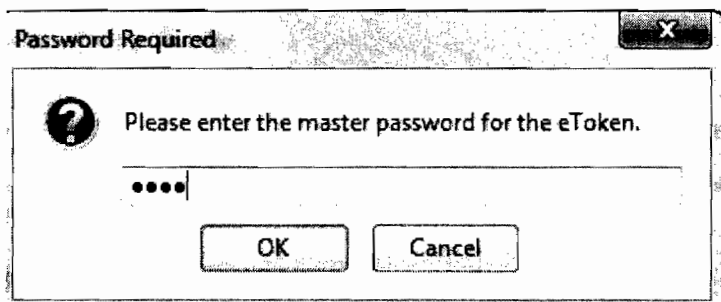 Password Required
Please enter the master password for the eToken.
••••
OK
Cancel